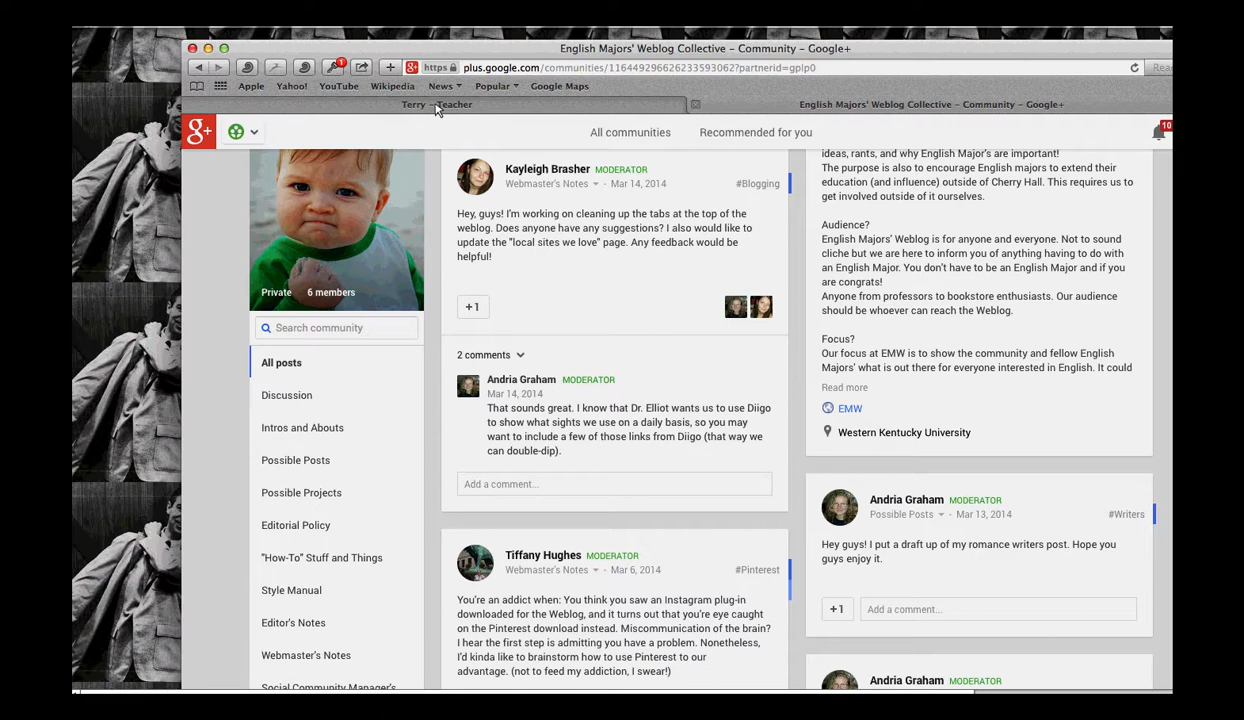 English Majors' Weblog Collective – Community – Google+
1
https plus.google.com/communities/116449296626233593062?partnerid=gplp0
Read
Apple Yahoo! YouTube Wikipedia News Popular Google Maps
Terry – Teacher
English Majors' Weblog Collective – Community – Google+
g+
All communities Recommended for you
10
Private 6 members
Search community
All posts
Discussion
Intros and Abouts
Possible Posts
Possible Projects
Editorial Policy
"How-To" Stuff and Things
Style Manual
Editor's Notes
Webmaster's Notes
Social Community Manager's
Kayleigh Brasher MODERATOR
Webmaster's Notes - Mar 14, 2014 #Blogging
Hey, guys! I'm working on cleaning up the tabs at the top of the
weblog. Does anyone have any suggestions? I also would like to
update the "local sites we love" page. Any feedback would be
helpful!
+1
2 comments
Andria Graham MODERATOR
Mar 14, 2014
That sounds great. I know that Dr. Elliot wants us to use Diigo
to show what sights we use on a daily basis, so you may
want to include a few of those links from Diigo (that way we
can double-dip).
Add a comment...
Tiffany Hughes MODERATOR
Webmaster's Notes - Mar 6, 2014 #Pinterest
You're an addict when: You think you saw an Instagram plug-in
downloaded for the Weblog, and it turns out that you're eye caught
on the Pinterest download instead. Miscommunication of the brain?
I hear the first step is admitting you have a problem. Nonetheless,
I'd kinda like to brainstorm how to use Pinterest to our
advantage. (not to feed my addiction, I swear!)
ideas, rants, and why English Major's are important!
The purpose is also to encourage English majors to extend their
education (and influence) outside of Cherry Hall. This requires us to
get involved outside of it ourselves.
Audience?
English Majors' Weblog is for anyone and everyone. Not to sound
cliche but we are here to inform you of anything having to do with
an English Major. You don't have to be an English Major and if you
are congrats!
Anyone from professors to bookstore enthusiasts. Our audience
should be whoever can reach the Weblog.
Focus?
Our focus at EMW is to show the community and fellow English
Majors' what is out there for everyone interested in English. It could
Read more
EMW
Western Kentucky University
Andria Graham MODERATOR
Possible Posts - Mar 13, 2014 #Writers
Hey guys! I put a draft up of my romance writers post. Hope you
guys enjoy it.
+1 Add a comment...
Andria Graham MODERATOR